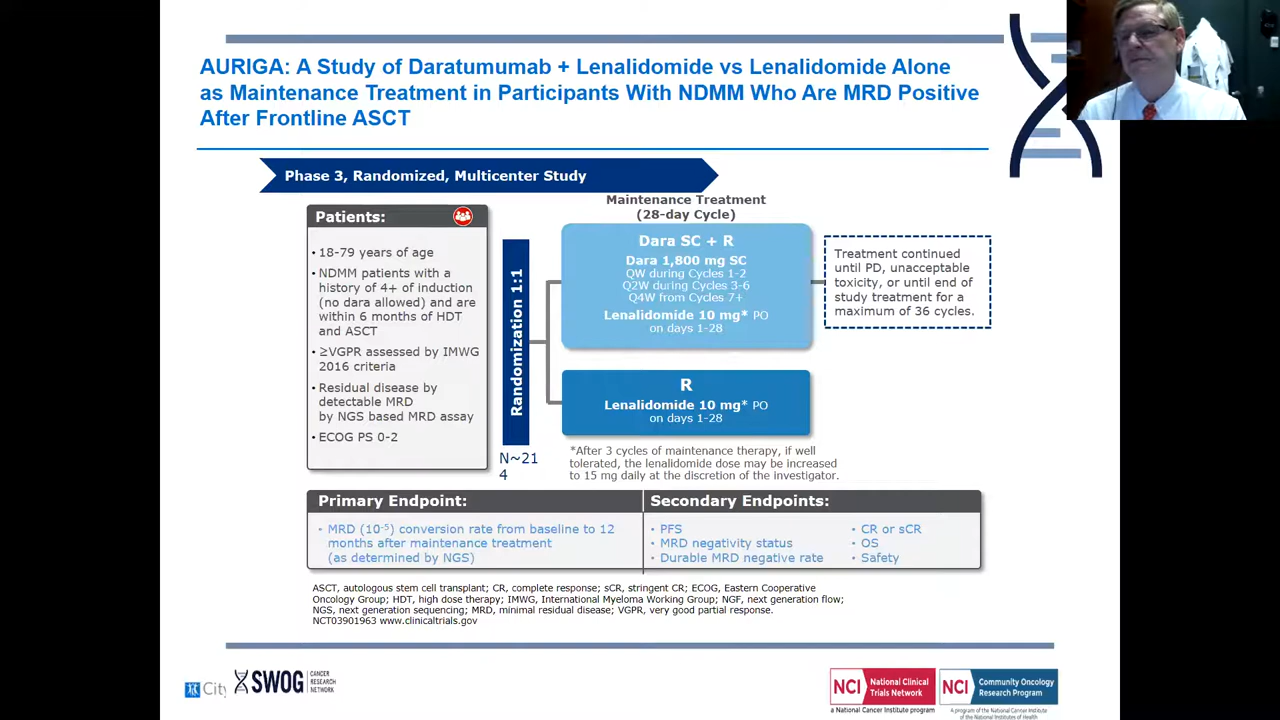 AURIGA: A Study of Daratumumab + Lenalidomide vs Lenalidomide Alone
as Maintenance Treatment in Participants With NDMM Who Are MRD Positive
After Frontline ASCT
Phase 3, Randomized, Multicenter Study
Patients:
• 18-79 years of age
• NDMM patients with a
history of 4+ of induction
(no dara allowed) and are
within 6 months of HDT
and ASCT
• ≥VGPR assessed by IMWG
2016 criteria
• Residual disease by
detectable MRD
by NGS based MRD assay
• ECOG PS 0-2
Randomization 1:1
N~21
4
Maintenance Treatment
(28-day Cycle)
Dara SC + R
Dara 1,800 mg SC
QW during Cycles 1-2
Q2W during Cycles 3-6
Q4W from Cycles 7+
Lenalidomide 10 mg* PO
on days 1-28
R
Lenalidomide 10 mg* PO
on days 1-28
Treatment continued
until PD, unacceptable
toxicity, or until end of
study treatment for a
maximum of 36 cycles.
*After 3 cycles of maintenance therapy, if well
tolerated, the lenalidomide dose may be increased
to 15 mg daily at the discretion of the investigator.
Primary Endpoint:
• MRD (10-5) conversion rate from baseline to 12
months after maintenance treatment
(as determined by NGS)
Secondary Endpoints:
• PFS
• MRD negativity status
• Durable MRD negative rate
• CR or sCR
• OS
• Safety
ASCT, autologous stem cell transplant; CR, complete response; sCR, stringent CR; ECOG, Eastern Cooperative
Oncology Group; HDT, high dose therapy; IMWG, International Myeloma Working Group; NGF, next generation flow;
NGS, next generation sequencing; MRD, minimal residual disease; VGPR, very good partial response.
NCT03901963 www.clinicaltrials.gov
City
SWOG
CANCER
RESEARCH
NETWORK
NCI
National Clinical
Trials Network
a National Cancer Institute program
NCI
Community Oncology
Research Program
A program of the National Cancer Institute
of the National Institutes of Health